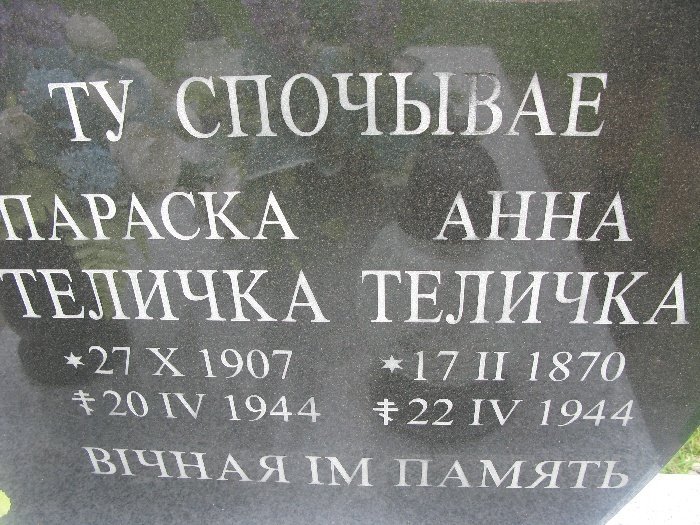 ТУ СПОЧЫВАЕ
ПАРАСКА АННА
ТЕЛИЧКА ТЕЛИЧКА
*27 X 1907 *17 II 1870
☦20 IV 1944 ☦22 IV 1944
ВІЧНАЯ ІМ ПАМЯТЬ